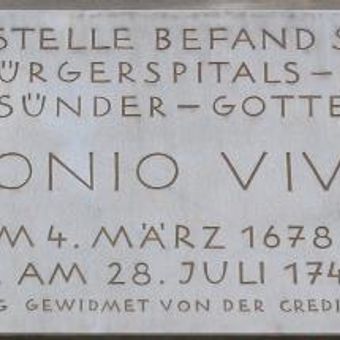 STELLE BEFAND S
ÜRGERSPITALS–
SÜNDER–GOTTE
ONIO VIV
M 4. MÄRZ 1678
. AM 28. JULI 174
G GEWIDMET VON DER CREDI